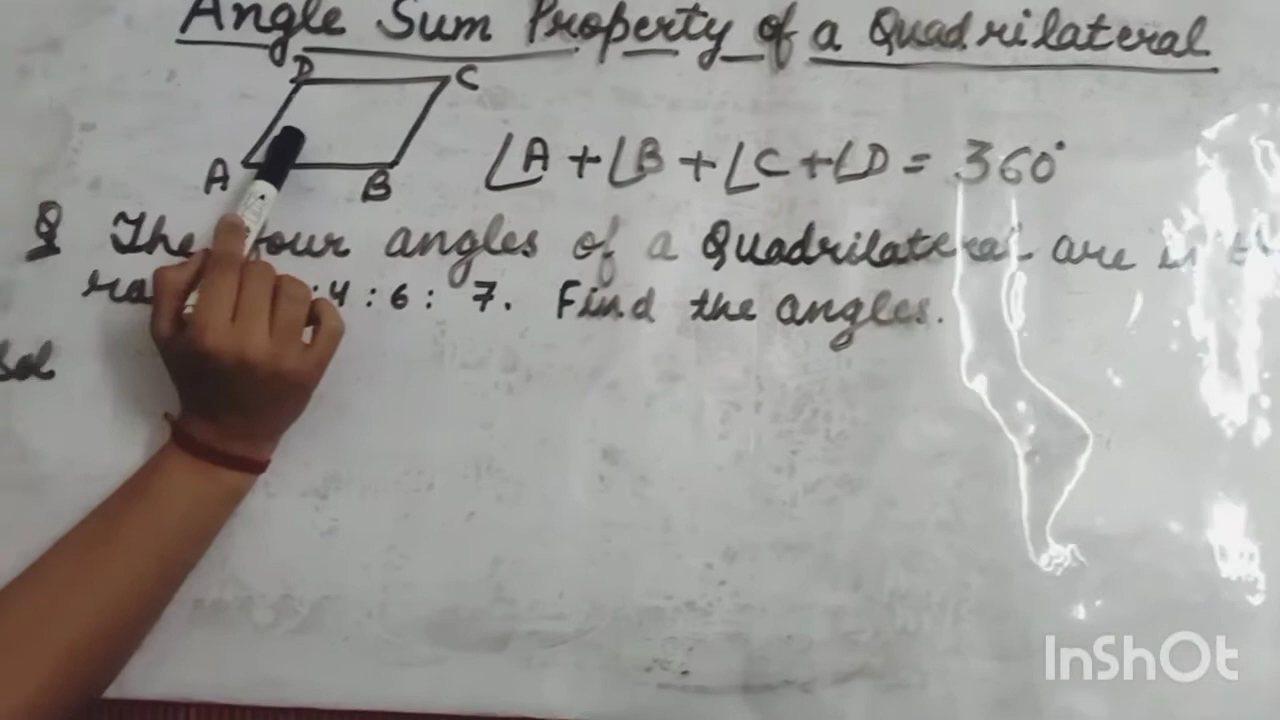 Angle Sum Property of a Quadrilateral
D C
∠A + ∠B + ∠C + ∠D = 360°
A B
Q The four angles of a Quadrilateral are in
:4 : 6 : 7. Find the angles.
Sol
InShOt